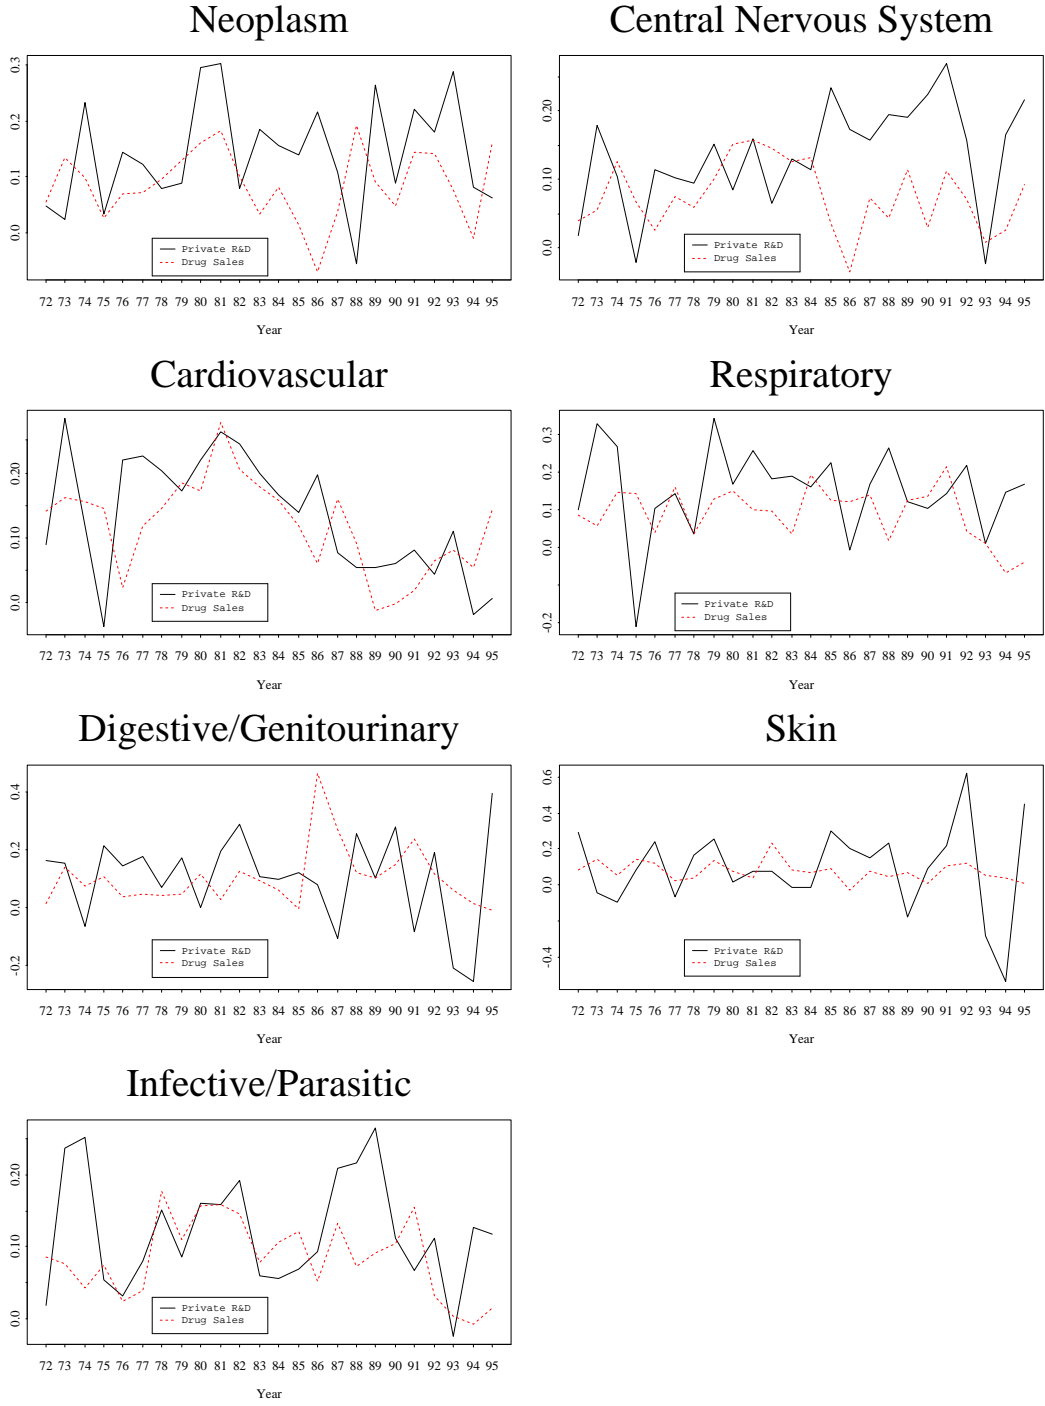 Neoplasm
0.3
0.2
0.1
0.0
Private R&D
Drug Sales
72 73 74 75 76 77 78 79 80 81 82 83 84 85 86 87 88 89 90 91 92 93 94 95
Year
Central Nervous System
0.20
0.10
0.0
Private R&D
Drug Sales
72 73 74 75 76 77 78 79 80 81 82 83 84 85 86 87 88 89 90 91 92 93 94 95
Year
Cardiovascular
0.20
0.10
0.0
Private R&D
Drug Sales
72 73 74 75 76 77 78 79 80 81 82 83 84 85 86 87 88 89 90 91 92 93 94 95
Year
Respiratory
0.3
0.2
0.1
0.0
-0.2
Private R&D
Drug Sales
72 73 74 75 76 77 78 79 80 81 82 83 84 85 86 87 88 89 90 91 92 93 94 95
Year
Digestive/Genitourinary
0.4
0.2
0.0
-0.2
Private R&D
Drug Sales
72 73 74 75 76 77 78 79 80 81 82 83 84 85 86 87 88 89 90 91 92 93 94 95
Year
Skin
0.6
0.4
0.2
0.0
-0.4
Private R&D
Drug Sales
72 73 74 75 76 77 78 79 80 81 82 83 84 85 86 87 88 89 90 91 92 93 94 95
Year
Infective/Parasitic
0.20
0.10
0.0
Private R&D
Drug Sales
72 73 74 75 76 77 78 79 80 81 82 83 84 85 86 87 88 89 90 91 92 93 94 95
Year